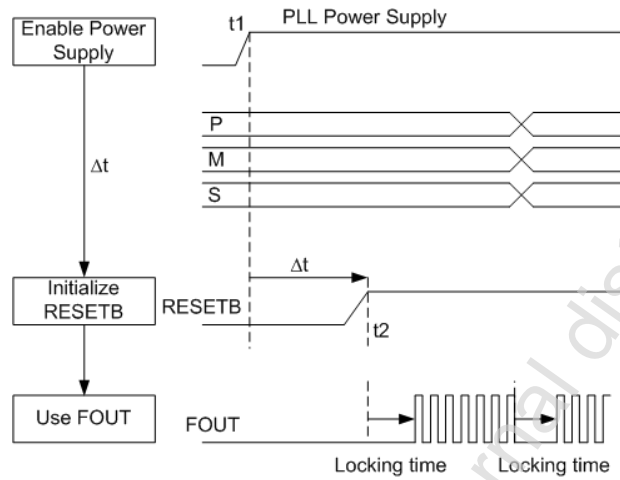 Enable Power
Supply
t1
PLL Power Supply
P
M
S
Δt
Δt
Initialize
RESETB
RESETB
t2
Use FOUT
FOUT
Locking time
Locking time